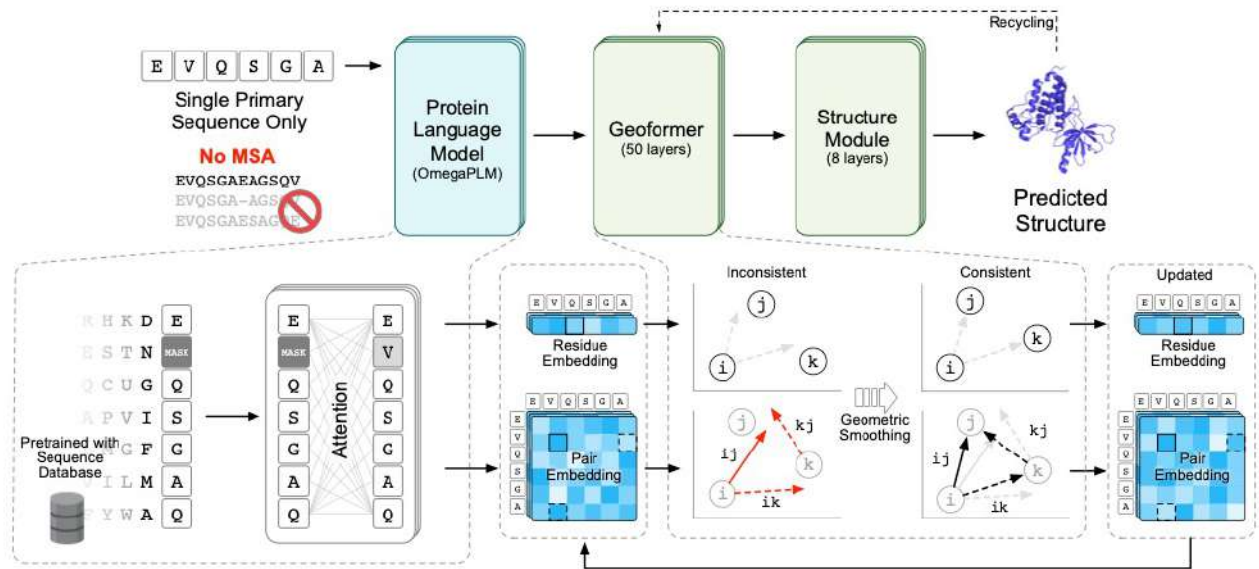 Recycling
E V Q S G A
Single Primary
Sequence Only
No MSA
EVQSGAEAGSQV
Protein
Language
Model
(OmegaPLM)
Geoformer
(50 layers)
Structure
Module
(8 layers)
Predicted
Structure
R H K D E
E S T N MASK
Q C U G Q
A P V I S
G F G
I L M A
F Y W A Q
Pretrained with
Sequence
Database
Attention
E
MASK
Q
S
G
A
Q
E
V
Q
S
G
A
Q
E V Q S G A
Residue
Embedding
E V Q S G A
E
V
Q
S
G
A
Pair
Embedding
Inconsistent
j
i
k
j
ij
kj
k
i
ik
Geometric
Smoothing
Consistent
j
k
i
j
kj
ij
k
i
ik
Updated
E V Q S G A
Residue
Embedding
E V Q S G A
E
V
Q
S
G
A
Pair
Embedding